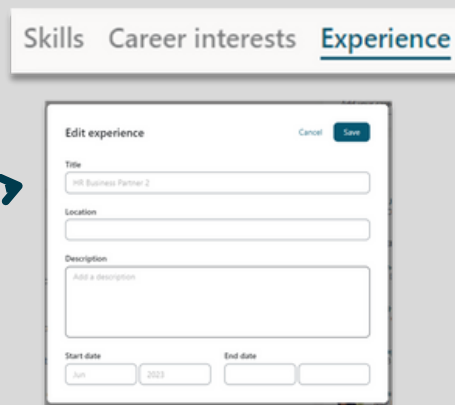 Skills Career interests Experience
Edit experience Cancel Save
Title
HR Business Partner 2
Location
Description
Add a description
Start date End date
Jun 2023